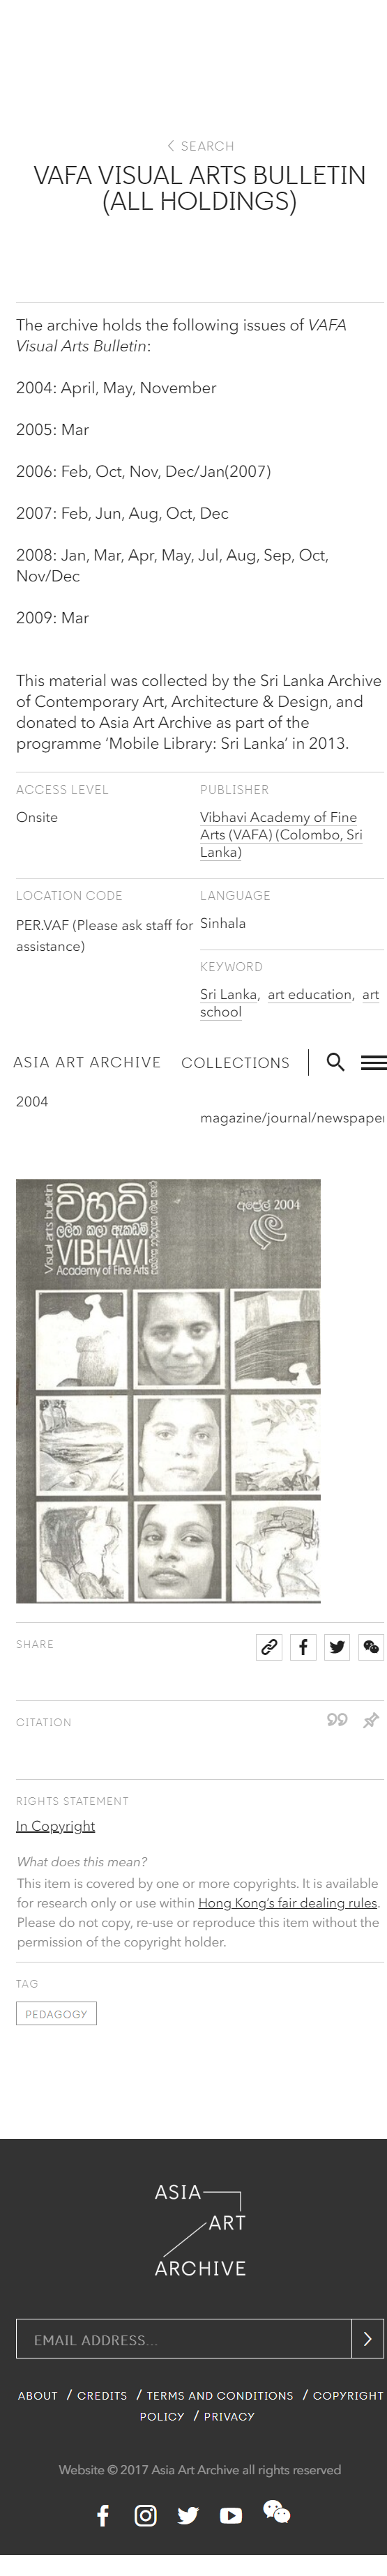 SEARCH
VAFA VISUAL ARTS BULLETIN
(ALL HOLDINGS)
The archive holds the following issues of VAFA
Visual Arts Bulletin:
2004: April, May, November
2005: Mar
2006: Feb, Oct, Nov, Dec/Jan(2007)
2007: Feb, Jun, Aug, Oct, Dec
2008: Jan, Mar, Apr, May, Jul, Aug, Sep, Oct,
Nov/Dec
2009: Mar
This material was collected by the Sri Lanka Archive
of Contemporary Art, Architecture & Design, and
donated to Asia Art Archive as part of the
programme ‘Mobile Library: Sri Lanka’ in 2013.
ACCESS LEVEL
Onsite
PUBLISHER
Vibhavi Academy of Fine
Arts (VAFA) (Colombo, Sri
Lanka)
LOCATION CODE
PER.VAF (Please ask staff for
assistance)
LANGUAGE
Sinhala
KEYWORD
Sri Lanka, art education, art
school
ASIA ART ARCHIVE COLLECTIONS
2004
magazine/journal/newspaper
Visual arts bulletin
විභවි
ලලිත කලා ඇකඩමි
VIBHAVI
Academy of Fine Arts
අප්‍රේල් 2004
SHARE
CITATION
RIGHTS STATEMENT
In Copyright
What does this mean?
This item is covered by one or more copyrights. It is available
for research only or use within Hong Kong’s fair dealing rules.
Please do not copy, re-use or reproduce this item without the
permission of the copyright holder.
TAG
PEDAGOGY
ASIA
ART
ARCHIVE
EMAIL ADDRESS...
ABOUT / CREDITS / TERMS AND CONDITIONS / COPYRIGHT
POLICY / PRIVACY
Website © 2017 Asia Art Archive all rights reserved